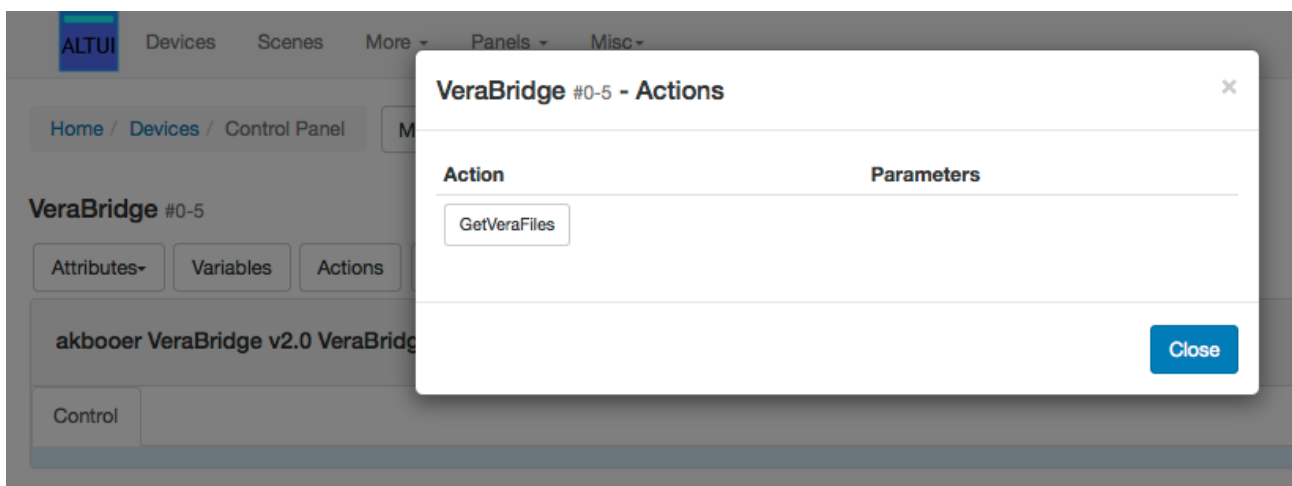 ALTUI Devices Scenes More Panels Misc
Home / Devices / Control Panel M
VeraBridge #0-5
Attributes Variables Actions
akbooer VeraBridge v2.0 VeraBridg
Control
VeraBridge #0-5 - Actions ×
Action Parameters
GetVeraFiles
Close